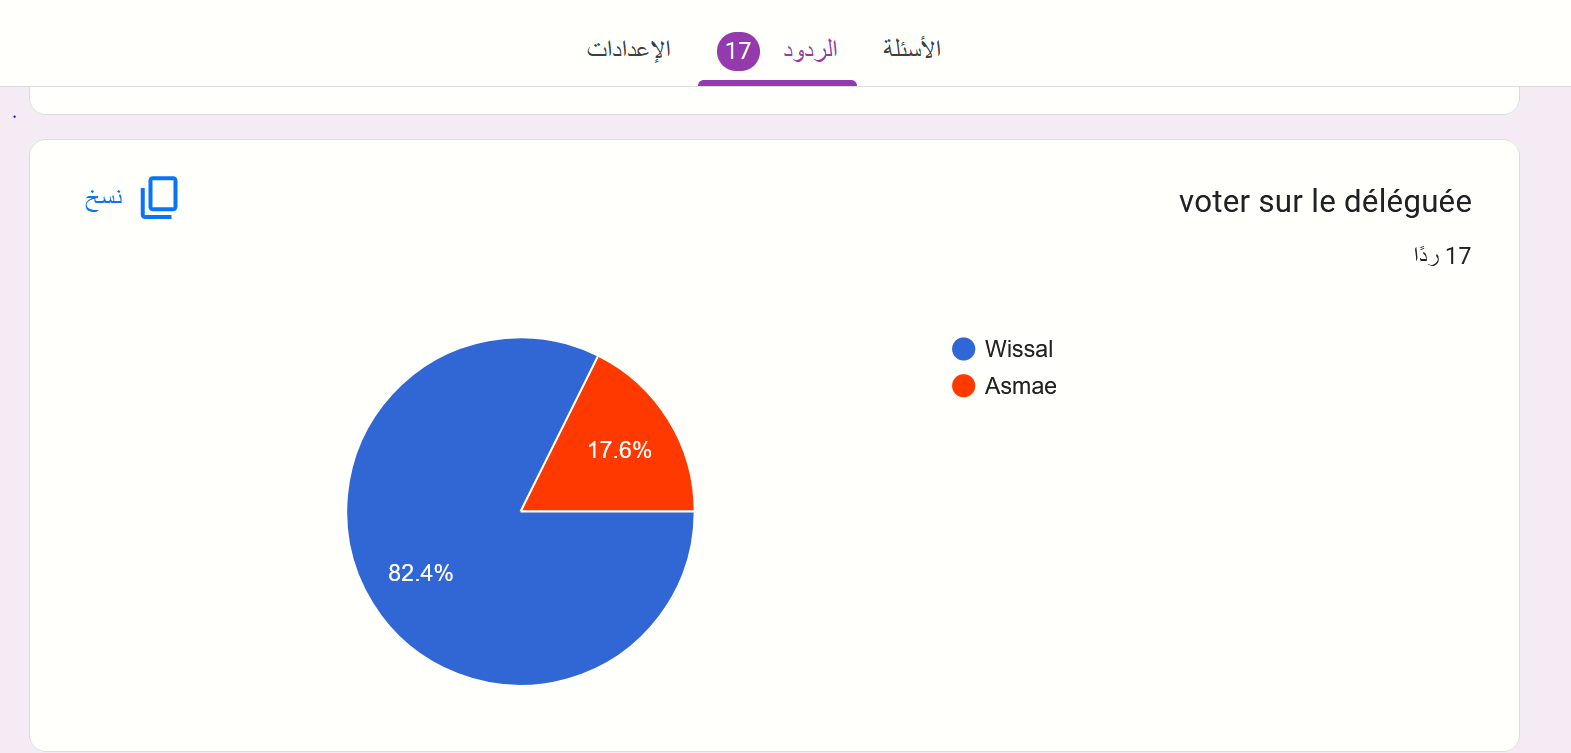 الأسئلة
الردود 17
الإعدادات
voter sur le déléguée
نسخ
17 ردًا
Wissal
Asmae
17.6%
82.4%